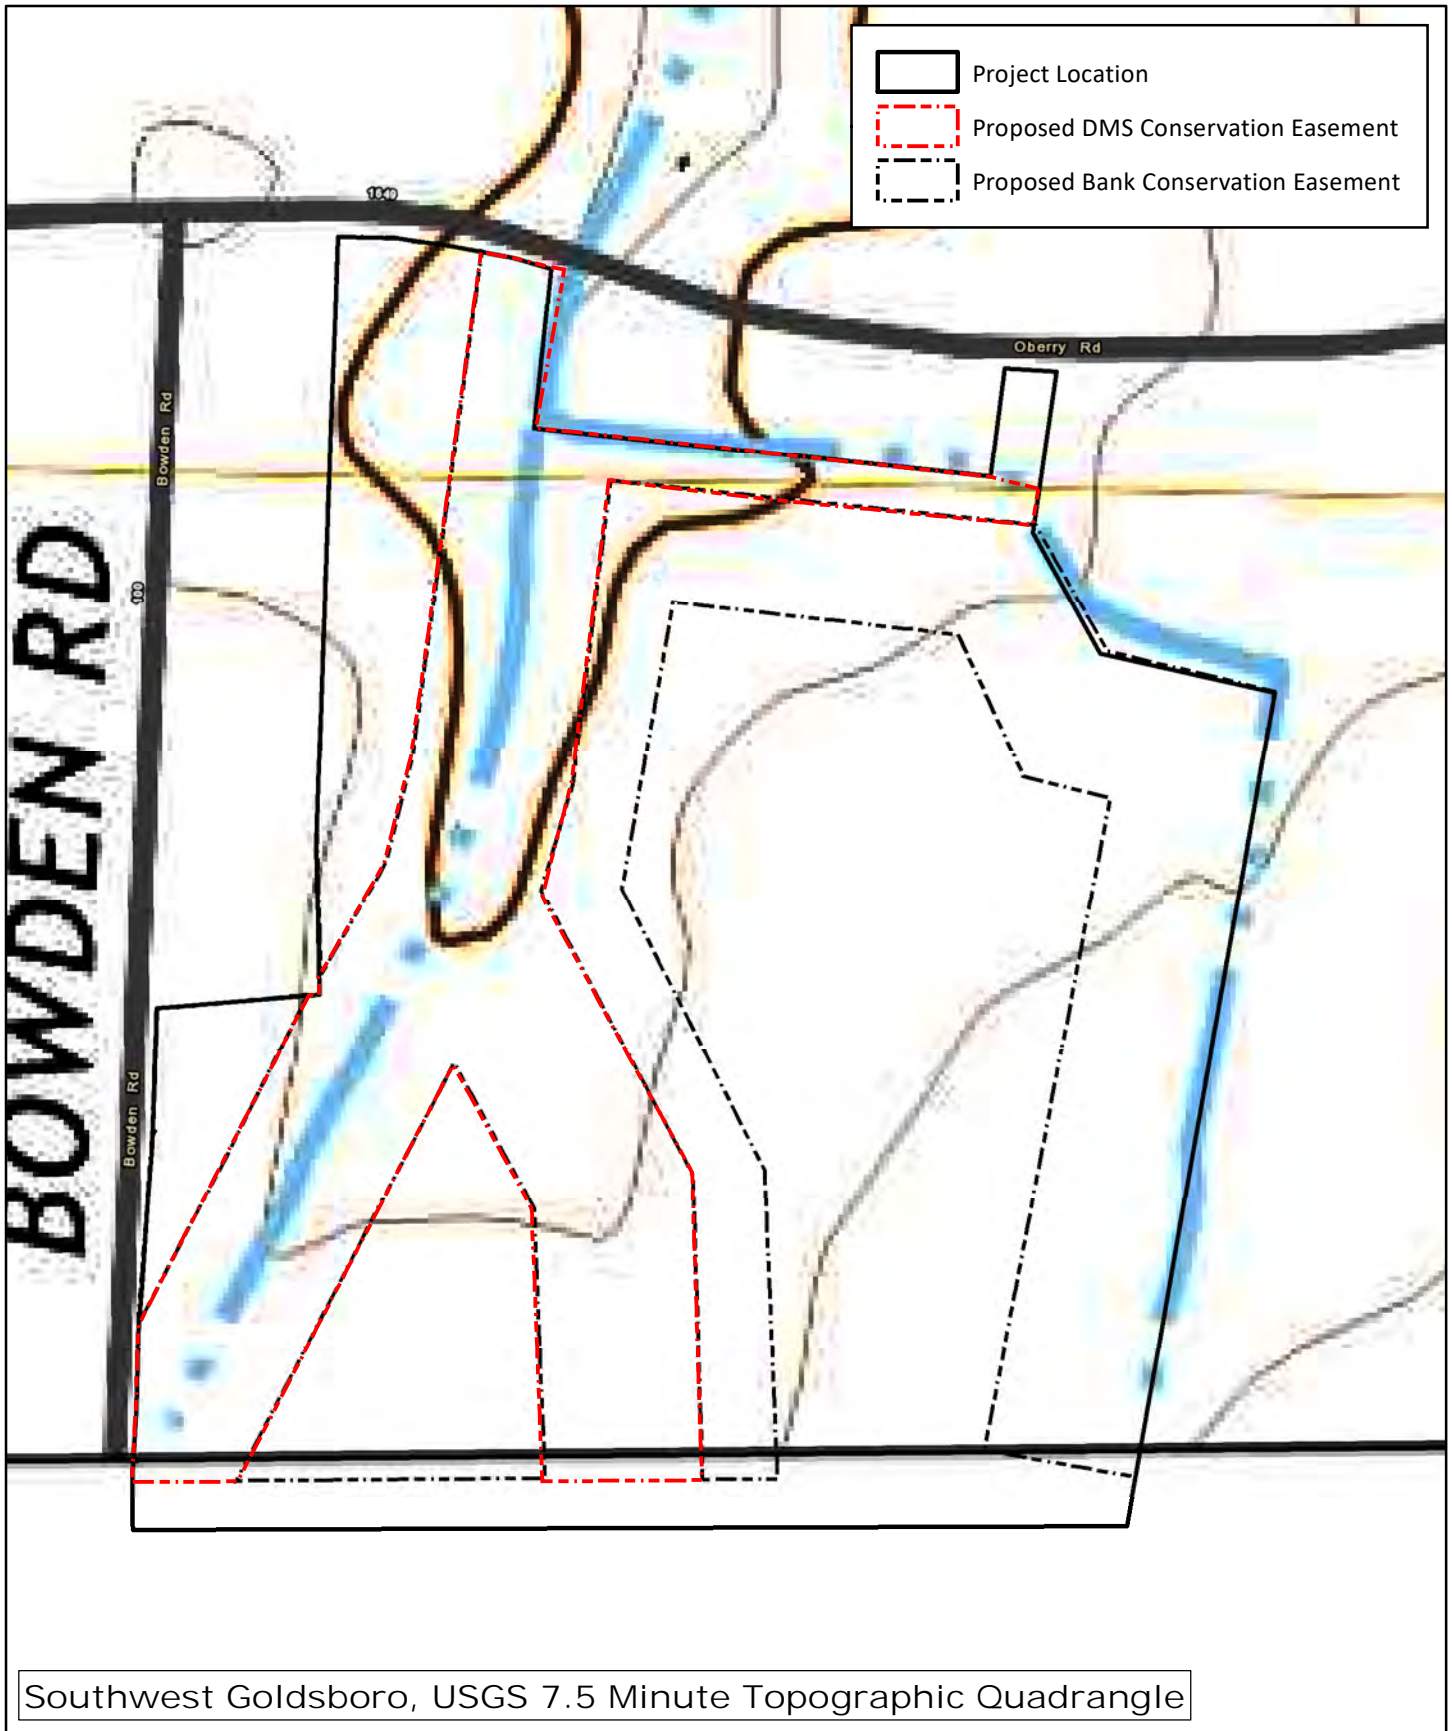 Project Location
Proposed DMS Conservation Easement
Proposed Bank Conservation Easement
1649
Oberry Rd
Bowden Rd
100
BOWDEN RD
Bowden Rd
Southwest Goldsboro, USGS 7.5 Minute Topographic Quadrangle